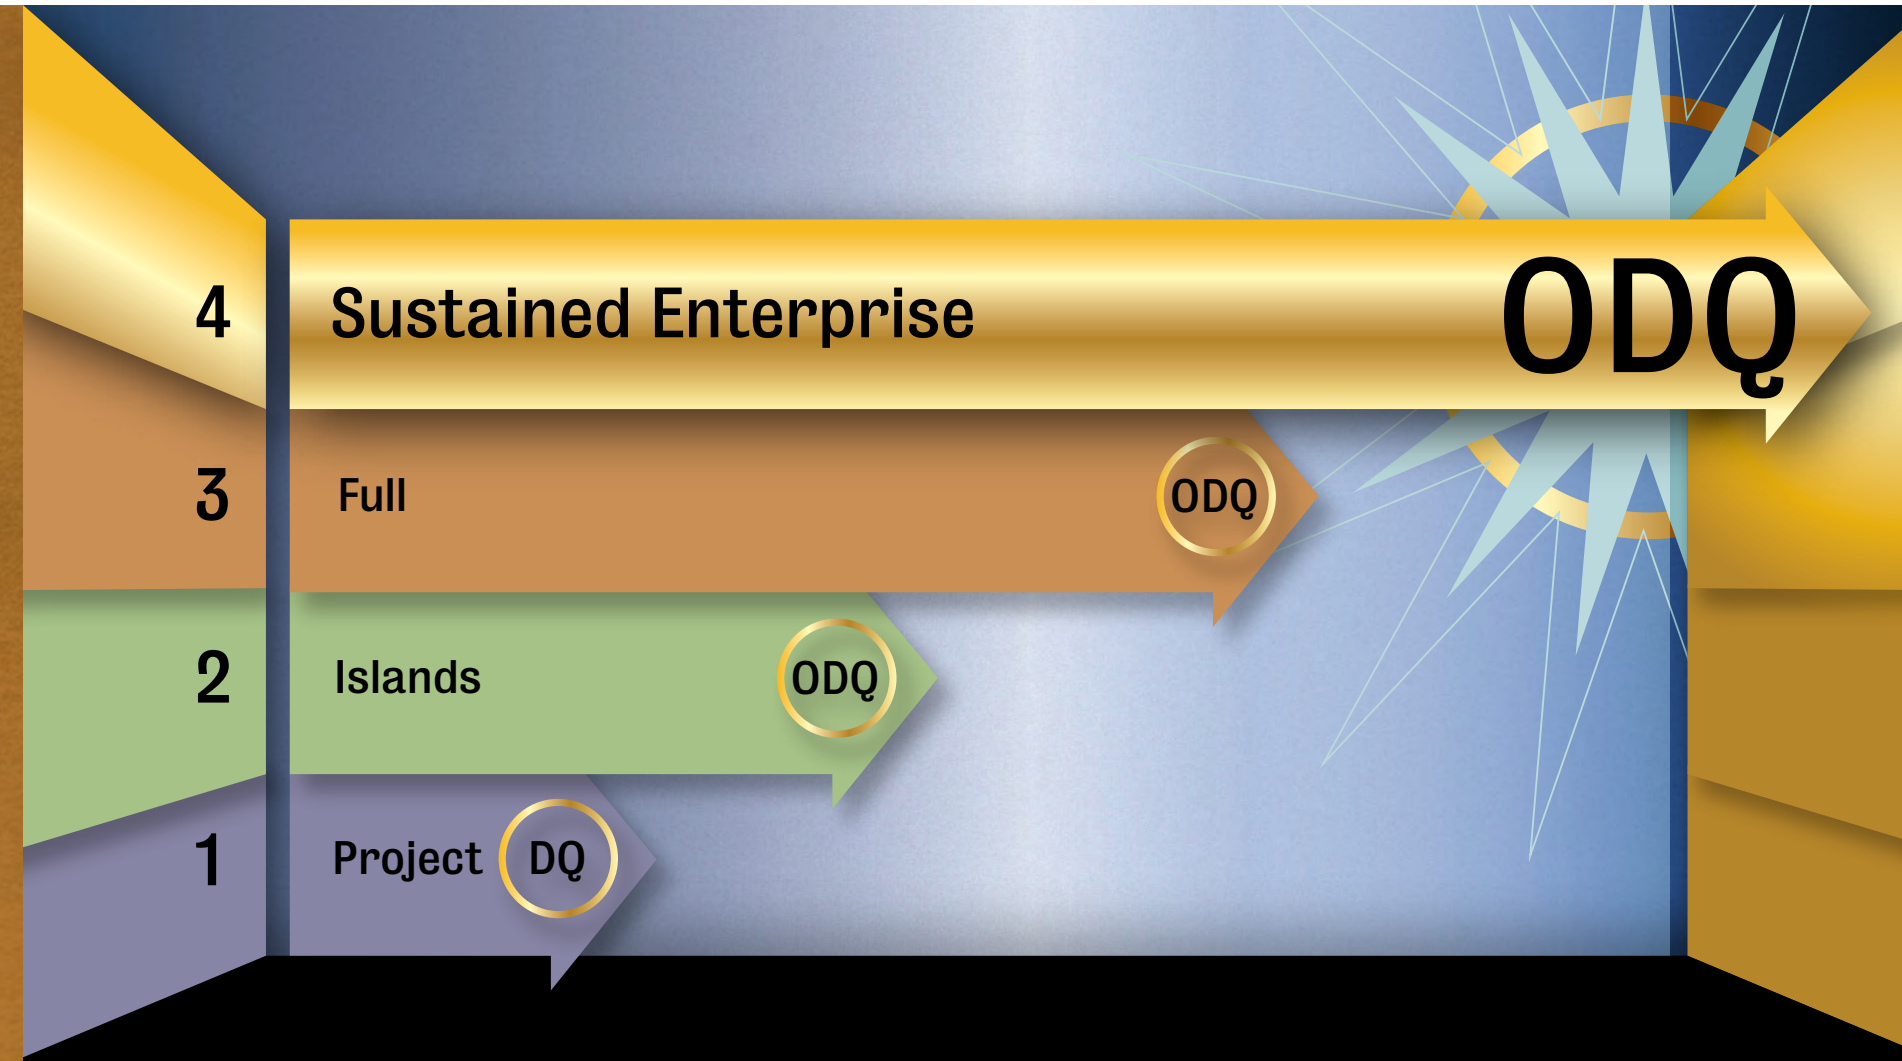 4 Sustained Enterprise ODQ
3 Full ODQ
2 Islands ODQ
1 Project DQ